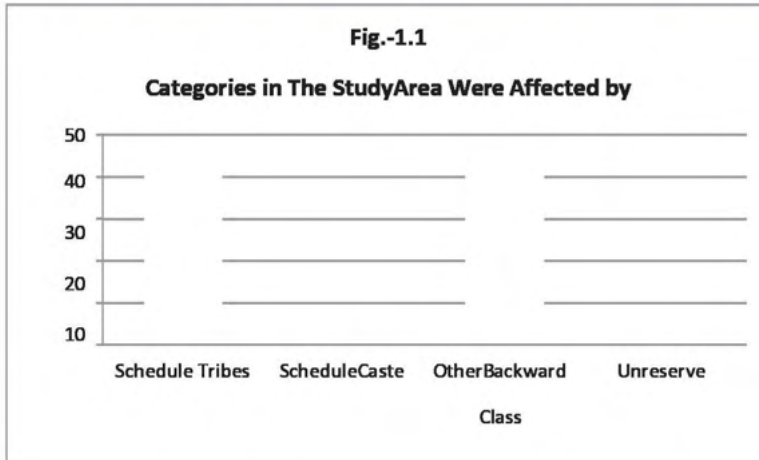 Fig.-1.1
Categories in The StudyArea Were Affected by
50
40
30
20
10
Schedule Tribes ScheduleCaste OtherBackward Unreserve
Class